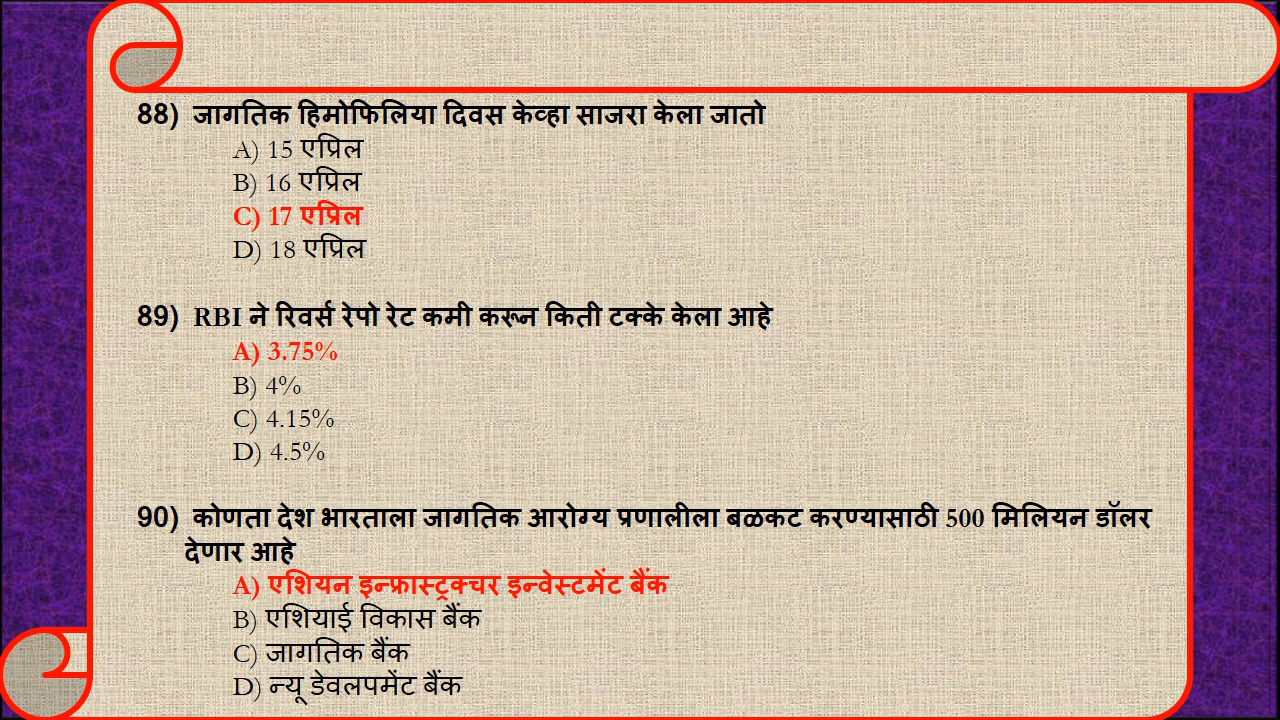 88) जागतिक हिमोफिलिया दिवस केव्हा साजरा केला जातो
A) 15 एप्रिल
B) 16 एप्रिल
C) 17 एप्रिल
D) 18 एप्रिल
89) RBI ने रिवर्स रेपो रेट कमी करून किती टक्के केला आहे
A) 3.75%
B) 4%
C) 4.15%
D) 4.5%
90) कोणता देश भारताला जागतिक आरोग्य प्रणालीला बळकट करण्यासाठी 500 मिलियन डॉलर
देणार आहे
A) एशियन इन्फ्रास्ट्रक्चर इन्वेस्टमेंट बैंक
B) एशियाई विकास बैंक
C) जागतिक बैंक
D) न्यू डेवलपमेंट बैंक